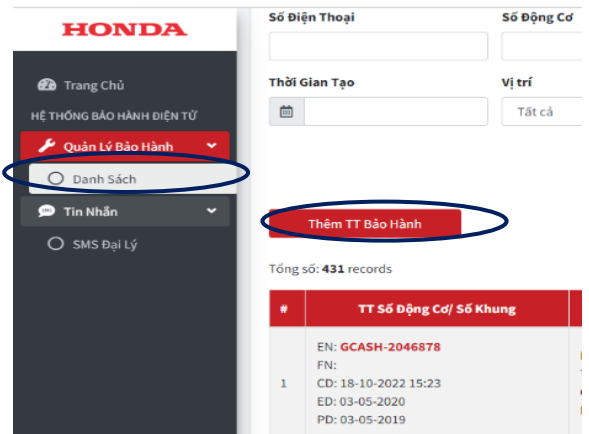 HONDA
Trang Chủ
HỆ THỐNG BẢO HÀNH ĐIỆN TỬ
Quản Lý Bảo Hành
Danh Sách
Tin Nhắn
SMS Đại Lý
Số Điện Thoại
Số Động Cơ
Thời Gian Tạo
Vị trí
Tất cả
Thêm TT Bảo Hành
Tổng số: 431 records
# TT Số Động Cơ/ Số Khung
1
EN: GCASH-2046878
FN:
CD: 18-10-2022 15:23
ED: 03-05-2020
PD: 03-05-2019